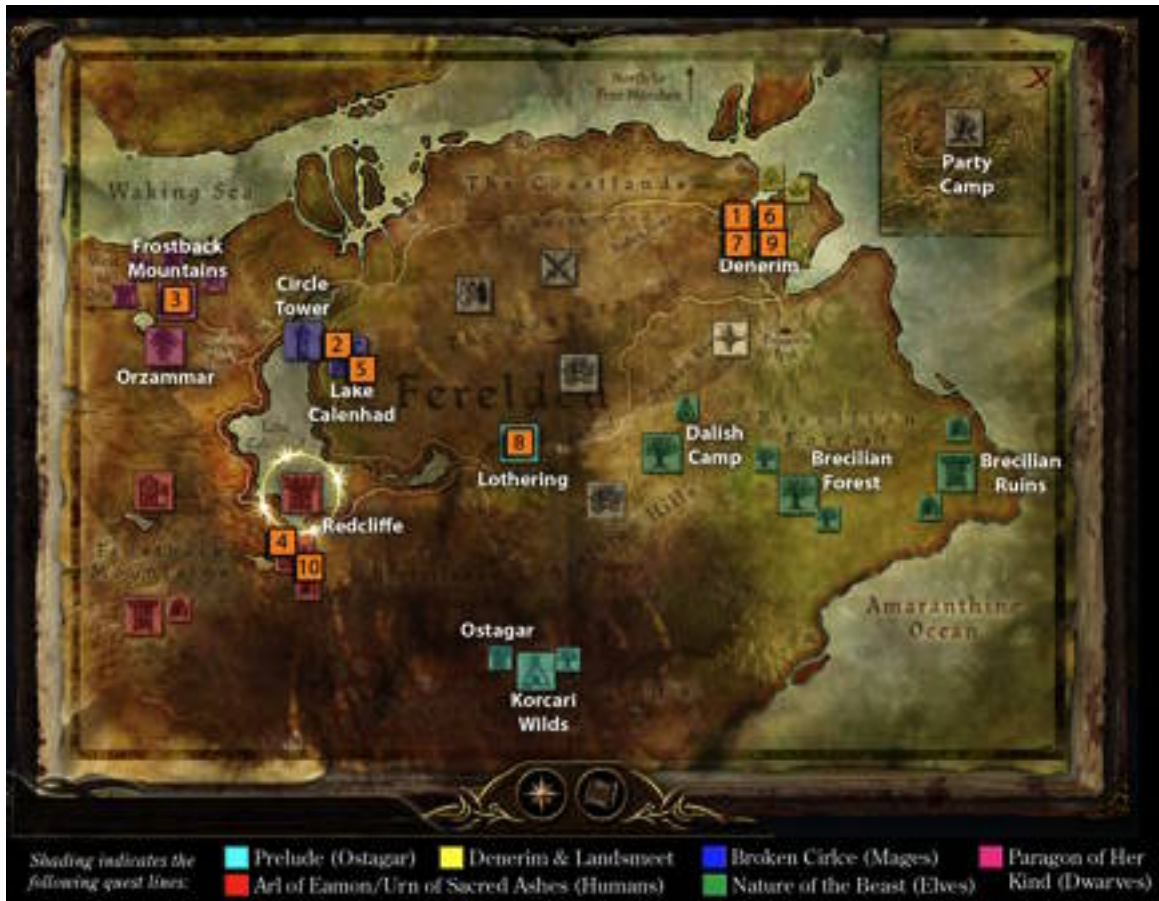 North to
Free Marches
X
Party
Camp
Waking Sea
The Coastlands
1 6
7 9
Denerim
Frostback
Mountains
3
Circle
Tower
2
5
Orzammar
Lake
Calenhad
Ferelden
8
Lothering
Dalish
Camp
Brecilian
Forest
Brecilian
Ruins
Hills
Redcliffe
4
10
Frostback
Mountains
Amaranthine
Ocean
Ostagar
Korcari
Wilds
Shading indicates the
following quest lines:
Prelude (Ostagar)
Denerim & Landsmeet
Broken Cirlce (Mages)
Paragon of Her
Kind (Dwarves)
Arl of Eamon/Urn of Sacred Ashes (Humans)
Nature of the Beast (Elves)